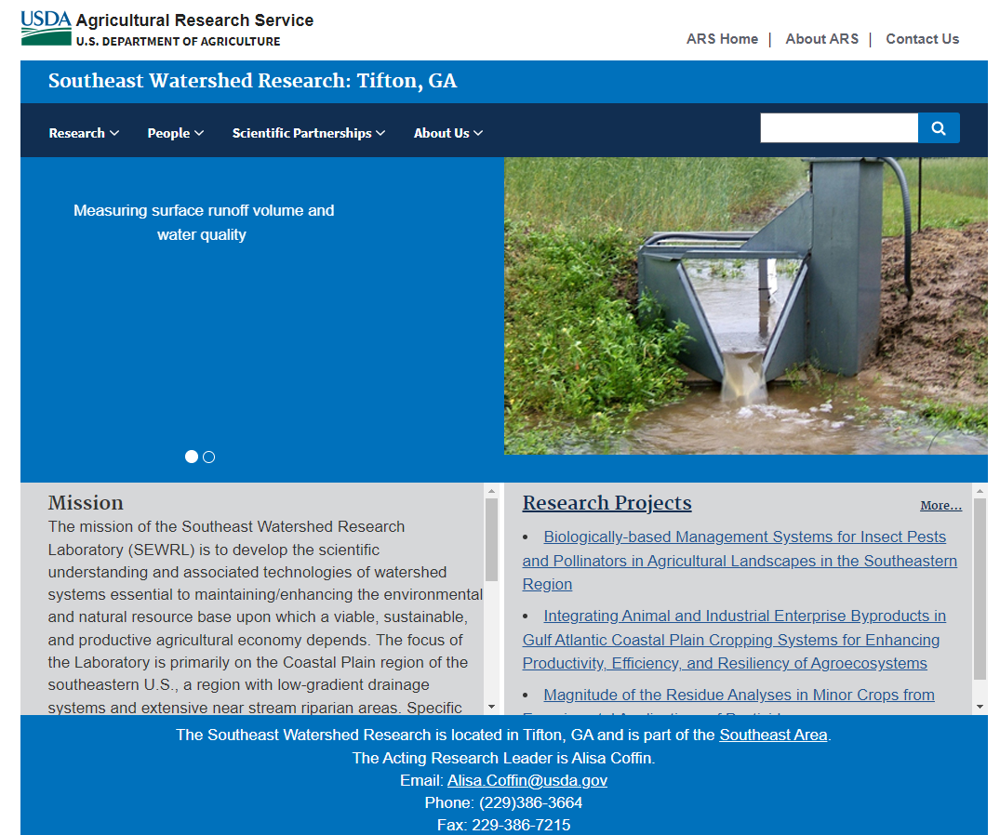 USDA Agricultural Research Service
U.S. DEPARTMENT OF AGRICULTURE
ARS Home | About ARS | Contact Us
Southeast Watershed Research: Tifton, GA
Research People Scientific Partnerships About Us
Measuring surface runoff volume and
water quality
Mission
The mission of the Southeast Watershed Research
Laboratory (SEWRL) is to develop the scientific
understanding and associated technologies of watershed
systems essential to maintaining/enhancing the environmental
and natural resource base upon which a viable, sustainable,
and productive agricultural economy depends. The focus of
the Laboratory is primarily on the Coastal Plain region of the
southeastern U.S., a region with low-gradient drainage
systems and extensive near stream riparian areas. Specific
Research Projects More...
• Biologically-based Management Systems for Insect Pests
and Pollinators in Agricultural Landscapes in the Southeastern
Region
• Integrating Animal and Industrial Enterprise Byproducts in
Gulf Atlantic Coastal Plain Cropping Systems for Enhancing
Productivity, Efficiency, and Resiliency of Agroecosystems
• Magnitude of the Residue Analyses in Minor Crops from
The Southeast Watershed Research is located in Tifton, GA and is part of the Southeast Area.
The Acting Research Leader is Alisa Coffin.
Email: Alisa.Coffin@usda.gov
Phone: (229)386-3664
Fax: 229-386-7215